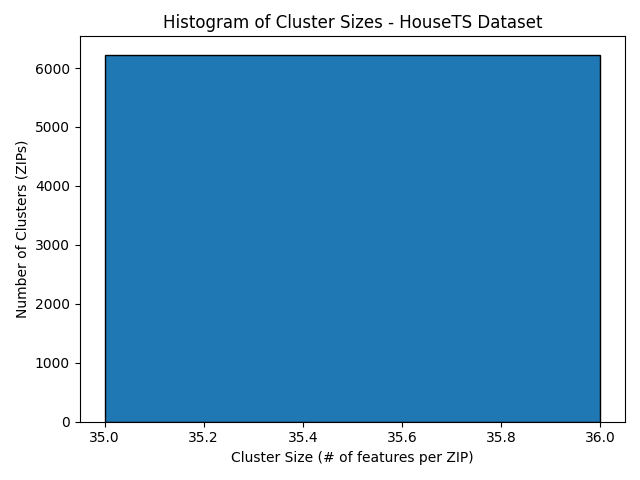 Histogram of Cluster Sizes - HouseTS Dataset
Number of Clusters (ZIPs)
6000
5000
4000
3000
2000
1000
0
35.0 35.2 35.4 35.6 35.8 36.0
Cluster Size (# of features per ZIP)